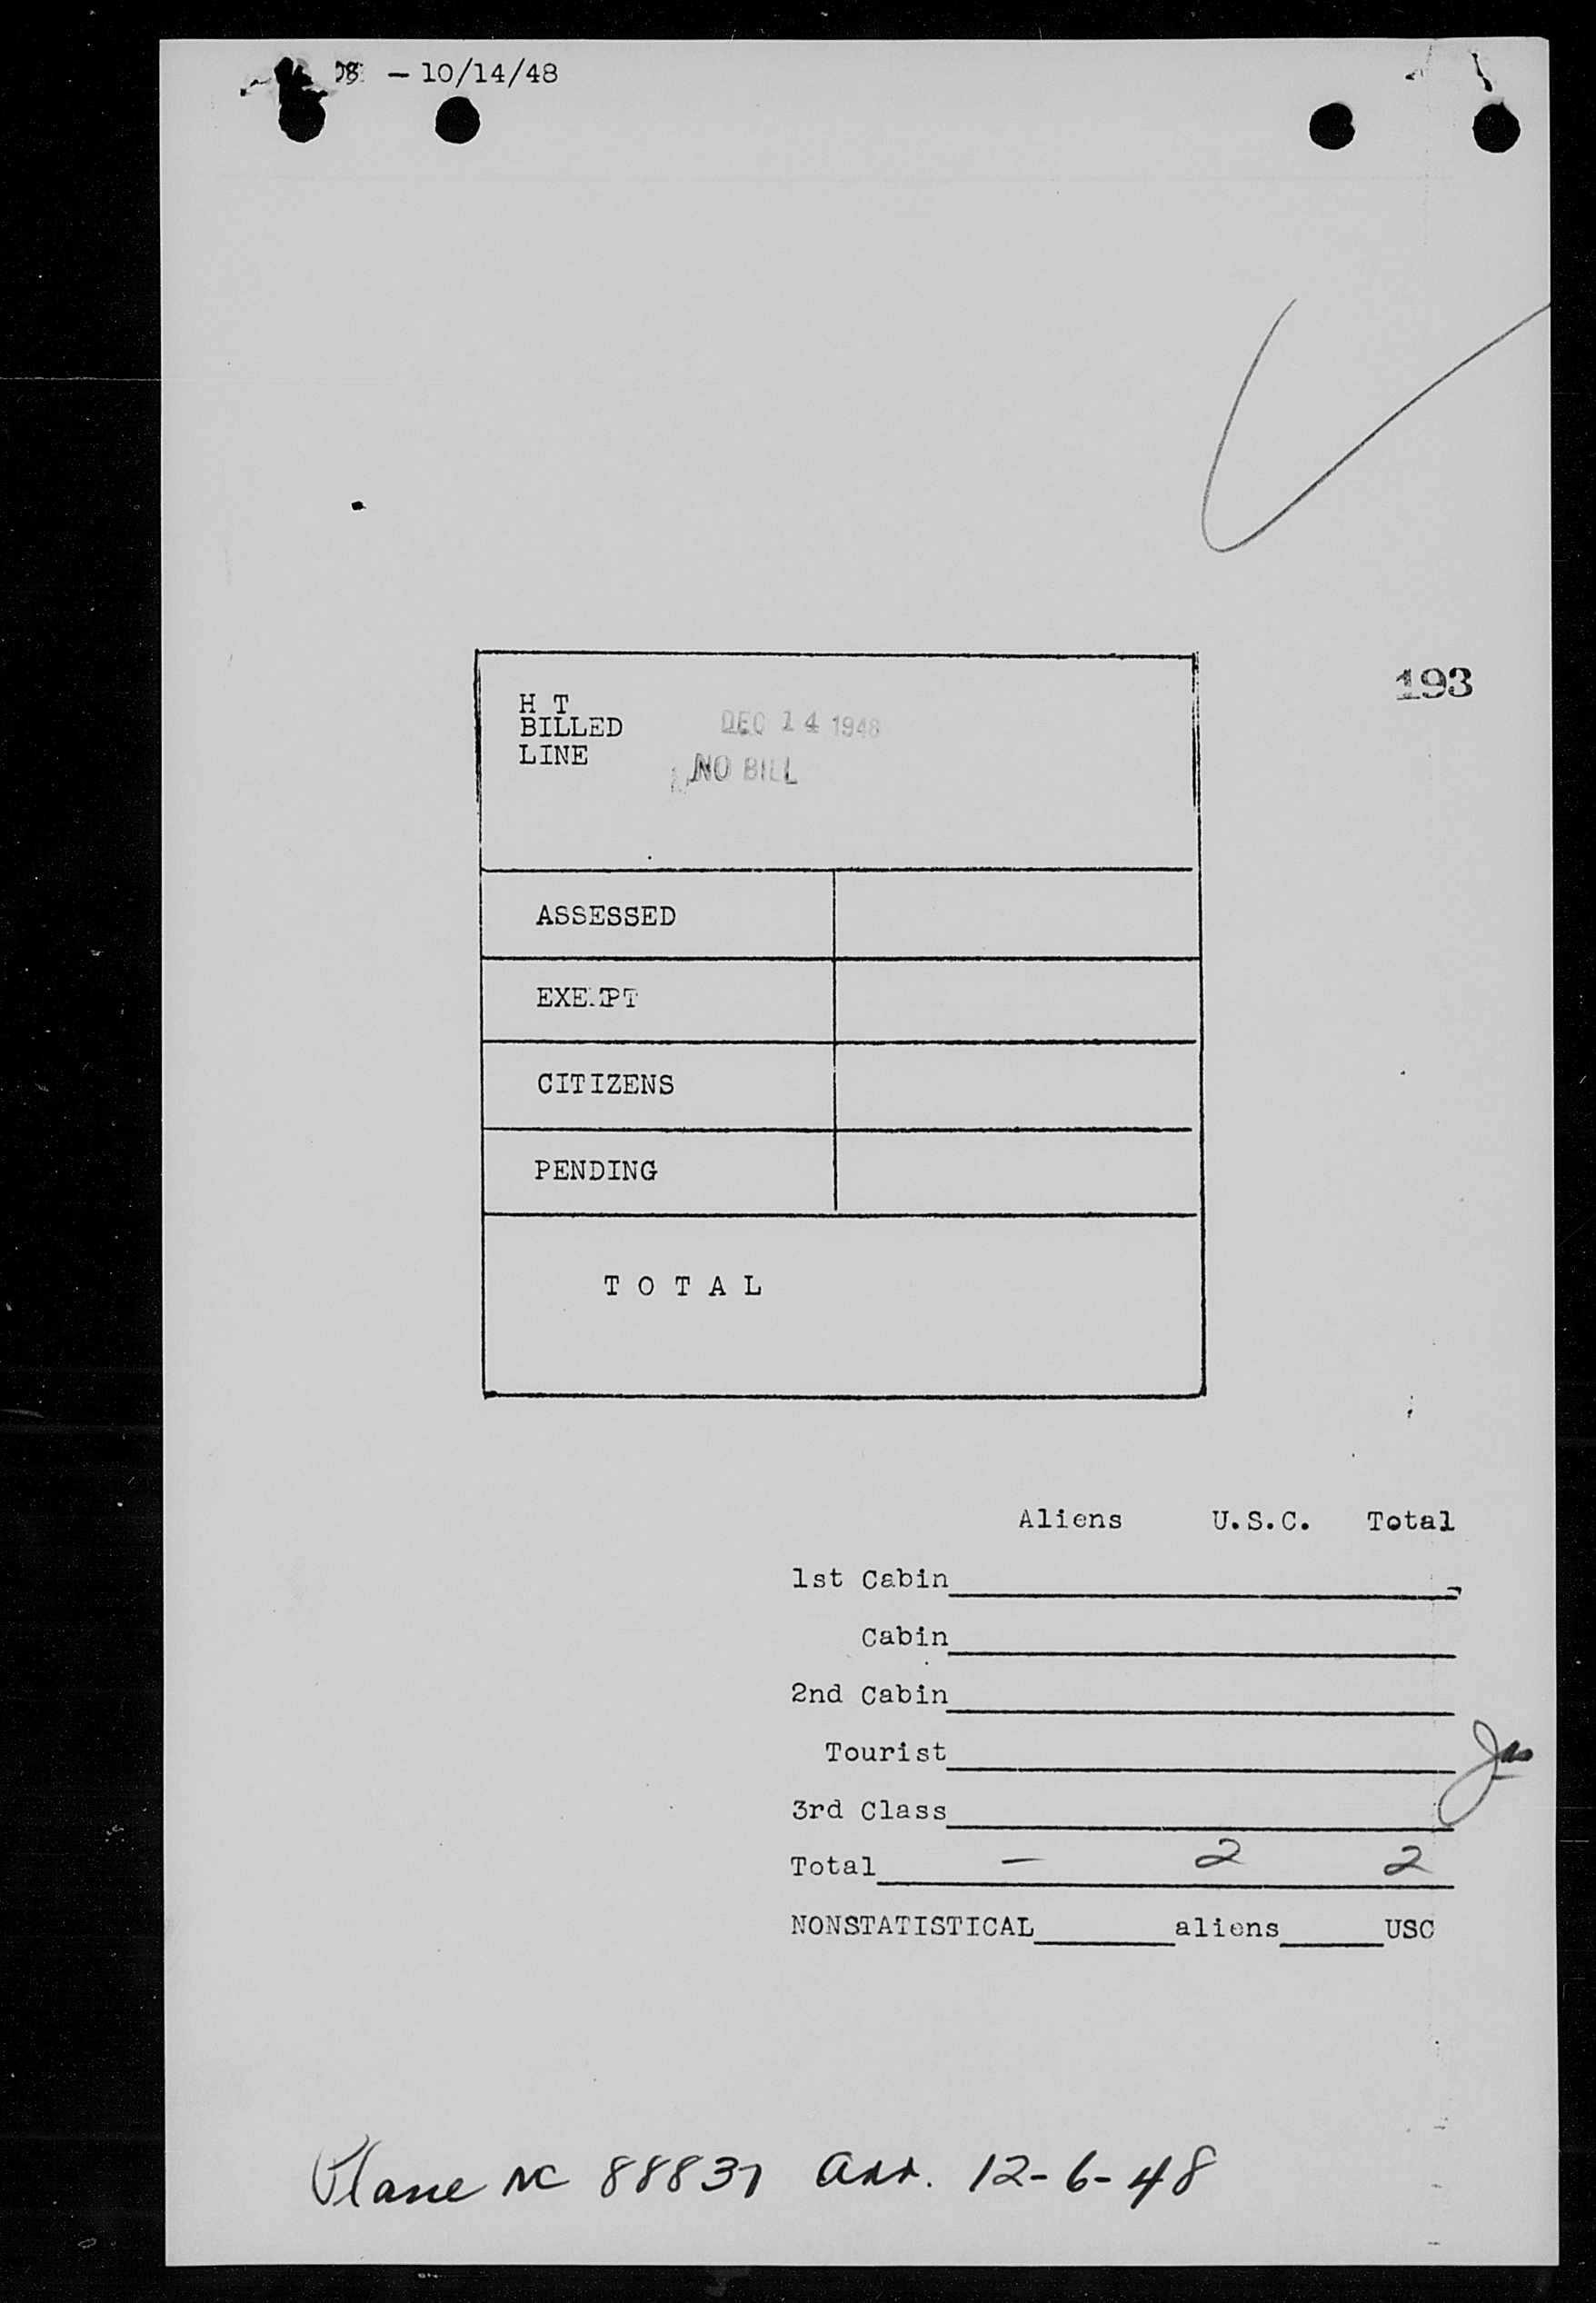 - 10/14/48
193
H T
BILLED DEC 14 1948
LINE NO BILL
ASSESSED
EXEMPT
CITIZENS
PENDING
T O T A L
Aliens U.S.C. Total
1st Cabin
Cabin
2nd Cabin
Tourist
3rd Class
Total — 2 2
NONSTATISTICAL aliens USC
Plane NC 88837 arr. 12-6-48